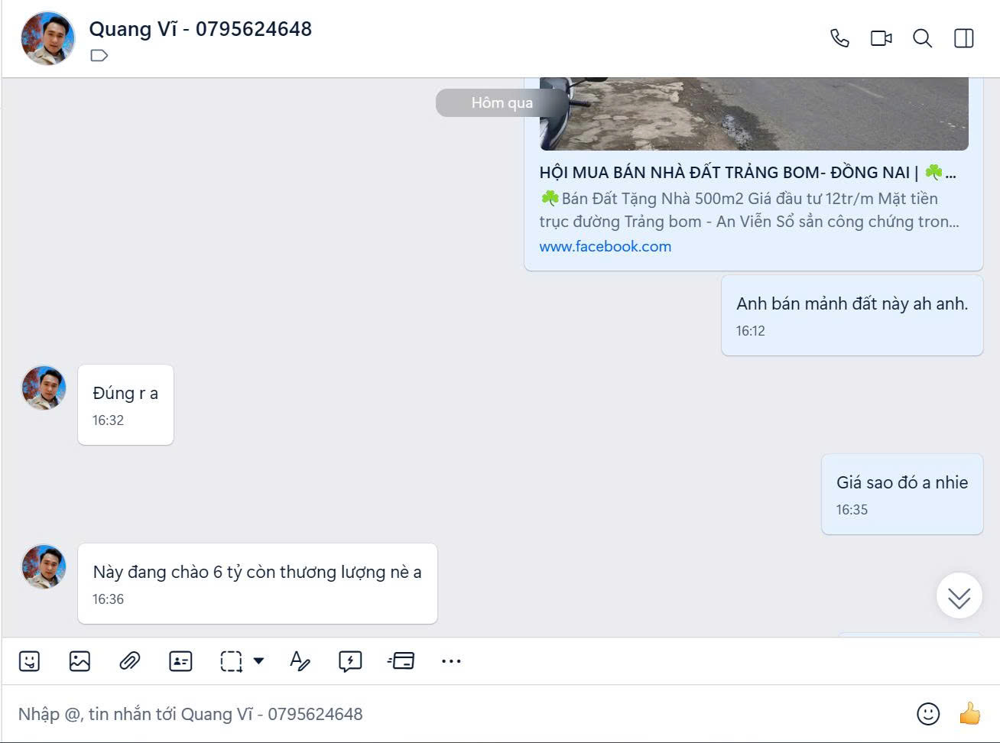 Quang Vĩ - 0795624648
Hôm qua
HỘI MUA BÁN NHÀ ĐẤT TRẢNG BOM- ĐỒNG NAI | ☘️...
☘️Bán Đất Tặng Nhà 500m2 Giá đầu tư 12tr/m Mặt tiền
trục đường Trảng bom - An Viễn Sổ sẳn công chứng tron...
www.facebook.com
Anh bán mảnh đất này ah anh.
16:12
Đúng r a
16:32
Giá sao đó a nhie
16:35
Này đang chào 6 tỷ còn thương lượng nè a
16:36
Nhập @, tin nhắn tới Quang Vĩ - 0795624648